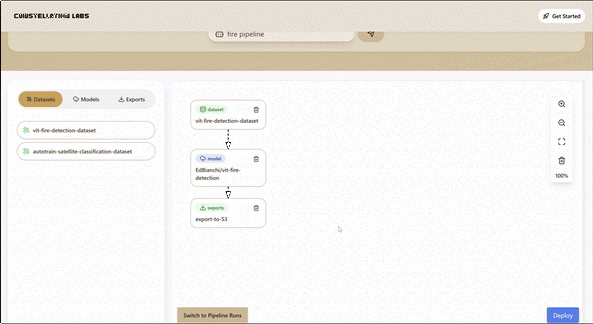 CONSTELLATION LABS
Get Started
fire pipeline
Datasets
Models
Exports
vit-fire-detection-dataset
autotrain-satellite-classification-dataset
dataset
vit-fire-detection-dataset
model
EdBianchi/vit-fire-
detection
exports
export-to-S3
100%
Switch to Pipeline Runs
Deploy